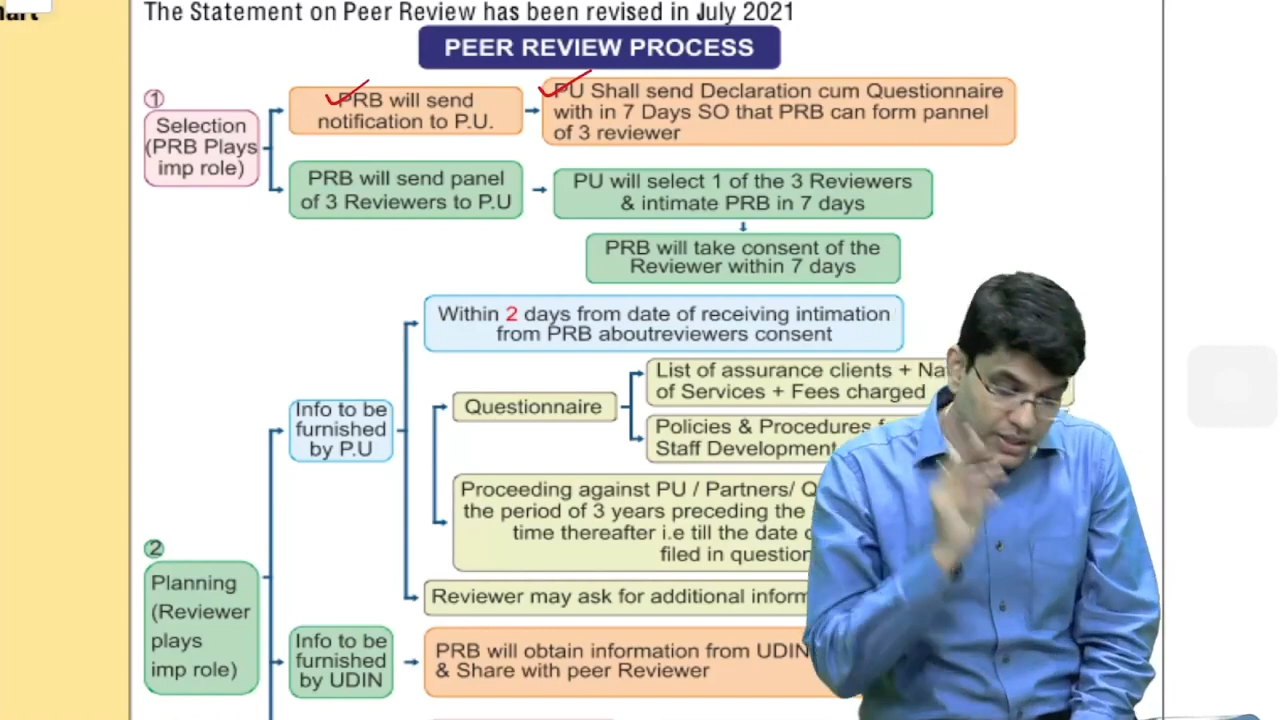 The Statement on Peer Review has been revised in July 2021
PEER REVIEW PROCESS
1
Selection
(PRB Plays
imp role)
PRB will send
notification to P.U.
PU Shall send Declaration cum Questionnaire
with in 7 Days SO that PRB can form pannel
of 3 reviewer
PRB will send panel
of 3 Reviewers to P.U
PU will select 1 of the 3 Reviewers
& intimate PRB in 7 days
PRB will take consent of the
Reviewer within 7 days
Within 2 days from date of receiving intimation
from PRB aboutreviewers consent
Info to be
furnished
by P.U
Questionnaire
List of assurance clients +
of Services + Fees charged
Policies & Procedures
Staff Development
Proceeding against PU / Partners/
the period of 3 years preceding the
time thereafter i.e till the date
filed in
Reviewer may ask for additional
2
Planning
(Reviewer
plays
imp role)
Info to be
furnished
by UDIN
PRB will obtain information from UDIN
& Share with peer Reviewer